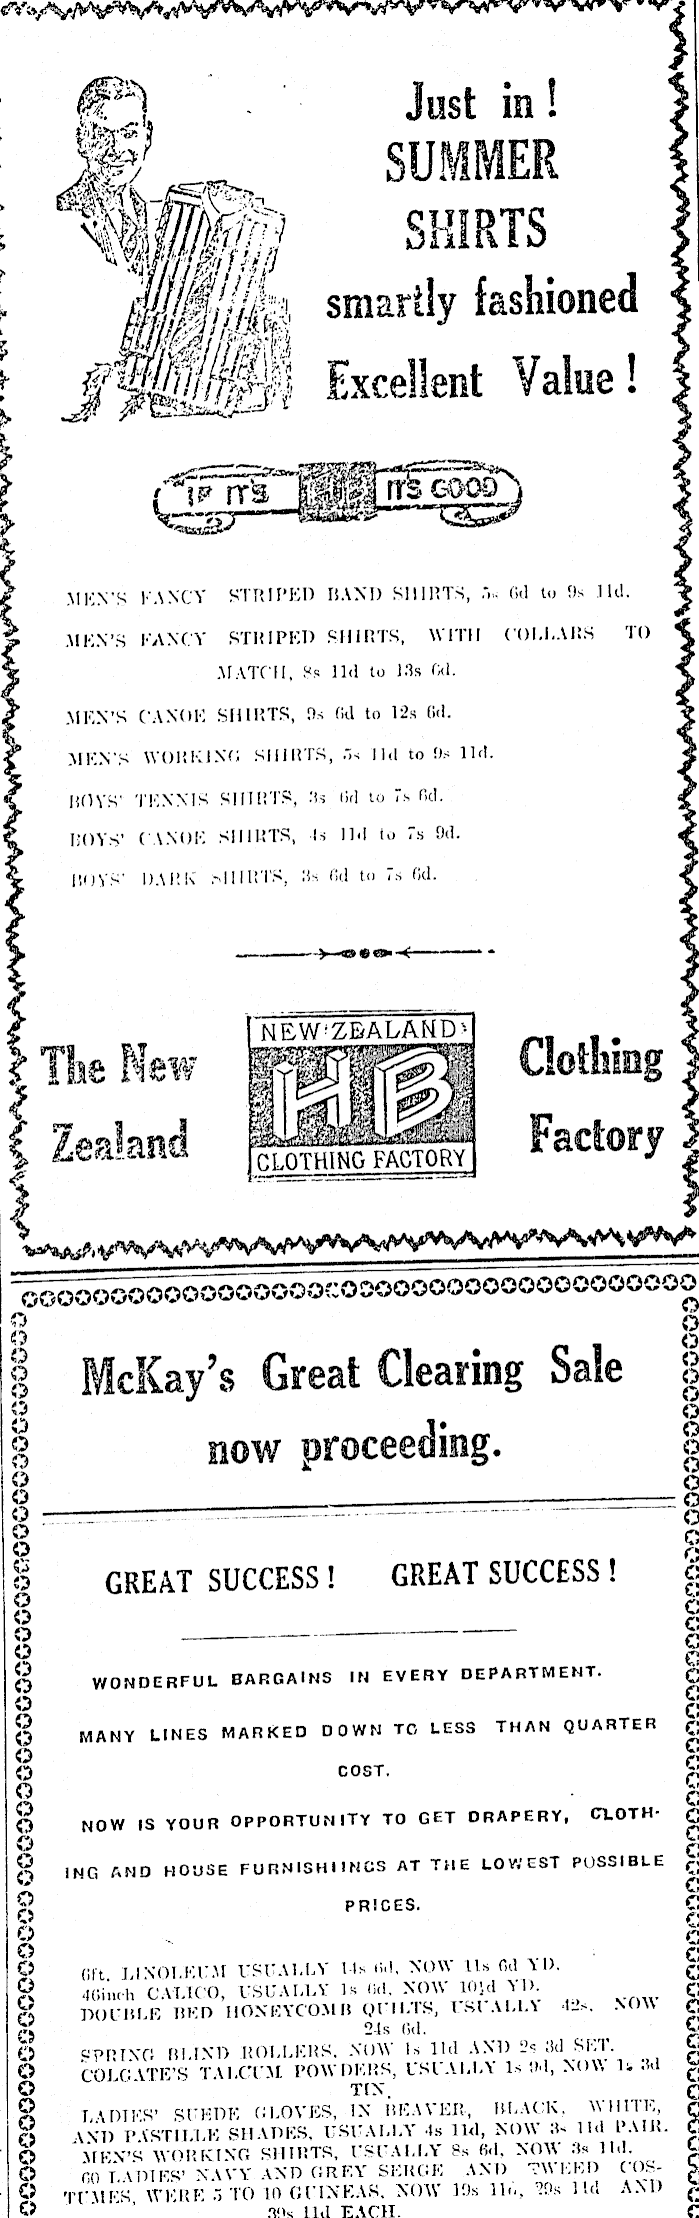 Just in !
SUMMER
SHIRTS
smartly fashioned
Excellent Value !
"IF IT'S
IT'S GOOD
MEN'S FANCY STRIPED BAND SHIRTS, 5s 6d to 9s 11d.
MEN'S FANCY STRIPED SHIRTS, WITH COLLARS TO
MATCH, 8s 11d to 13s 6d.
MEN'S CANOE SHIRTS, 9s 6d to 12s 6d.
MEN'S WORKING SHIRTS, 5s 11d to 9s 11d.
BOYS' TENNIS SHIRTS, 3s 6d to 7s 6d.
BOYS' CANOE SHIRTS, 4s 11d to 7s 9d.
BOYS' DARK SHIRTS, 3s 6d to 7s 6d.
The New
Zealand
NEW ZEALAND
HB
CLOTHING FACTORY
Clothing
Factory
McKay's Great Clearing Sale
now proceeding.
GREAT SUCCESS ! GREAT SUCCESS !
WONDERFUL BARGAINS IN EVERY DEPARTMENT.
MANY LINES MARKED DOWN TO LESS THAN QUARTER
COST.
NOW IS YOUR OPPORTUNITY TO GET DRAPERY, CLOTH-
ING AND HOUSE FURNISHIINGS AT THE LOWEST POSSIBLE
PRICES.
6ft. LINOLEUM USUALLY 14s 6d, NOW 11s 6d YD.
46inch CALICO, USUALLY 1s 6d, NOW 10½d YD.
DOUBLE BED HONEYCOMB QUILTS, USUALLY 42s, NOW
24s 6d.
SPRING BLIND ROLLERS, NOW 1s 11d AND 2s 3d SET.
COLGATE'S TALCUM POWDERS, USUALLY 1s 9d, NOW 1s 3d
TIN.
LADIES' SUEDE GLOVES, IN BEAVER, BLACK, WHITE,
AND PASTILLE SHADES, USUALLY 4s 11d, NOW 3s 11d PAIR.
MEN'S WORKING SHIRTS, USUALLY 8s 6d, NOW 3s 11d.
60 LADIES' NAVY AND GREY SERGE AND TWEED COS-
TUMES, WERE 5 TO 10 GUINEAS, NOW 19s 11d, 29s 11d AND
39s 11d EACH.